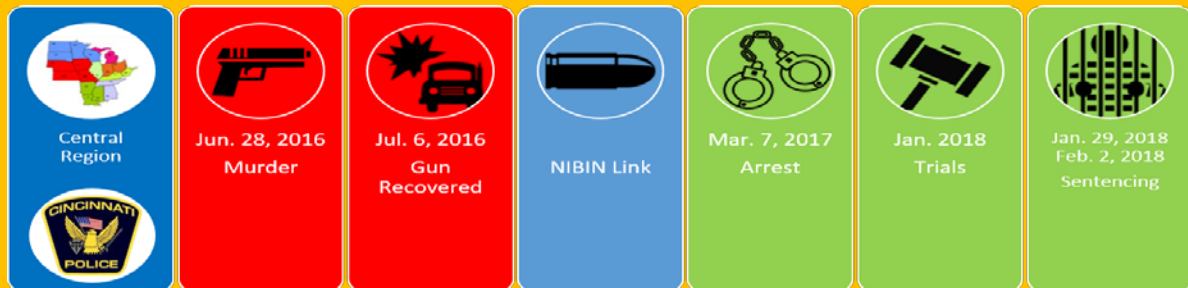 Central
Region
CINCINNATI
POLICE
Jun. 28, 2016
Murder
Jul. 6, 2016
Gun
Recovered
NIBIN Link
Mar. 7, 2017
Arrest
Jan. 2018
Trials
Jan. 29, 2018
Feb. 2, 2018
Sentencing